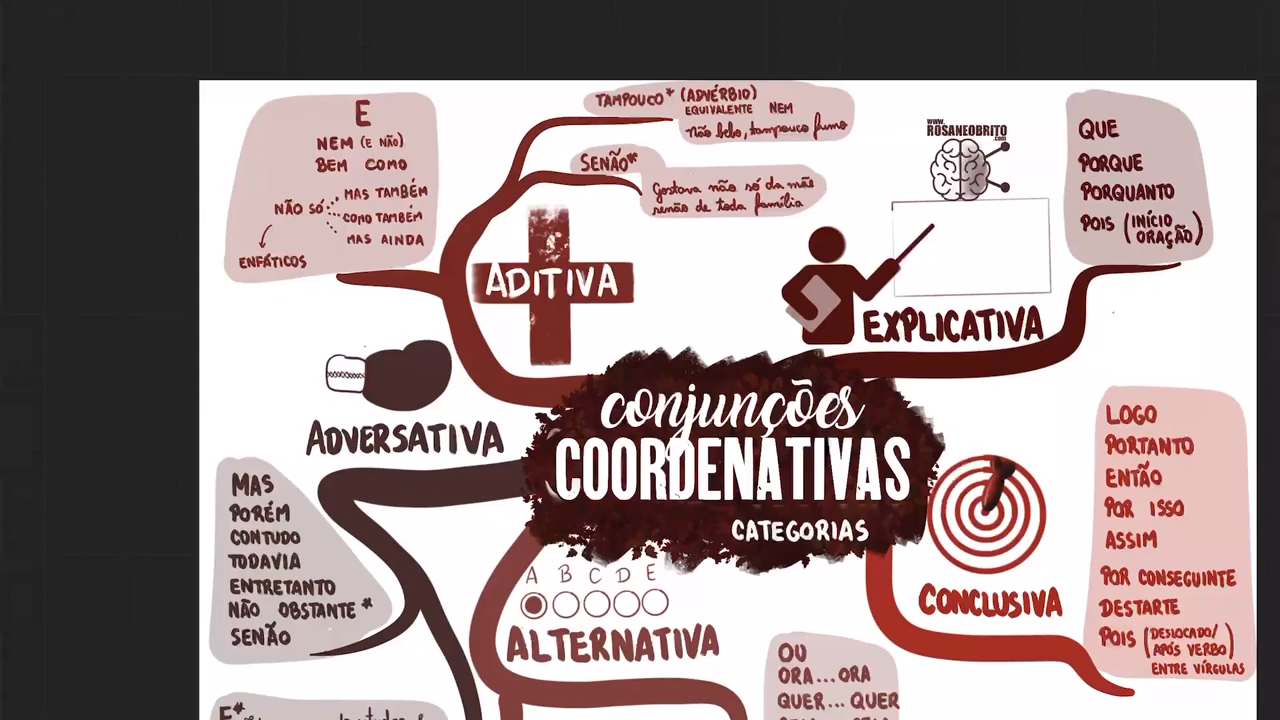 E
NEM (E NÃO)
BEM COMO
NÃO SÓ
MAS TAMBÉM
COMO TAMBÉM
MAS AINDA
ENFÁTICOS
TAMPOUCO* (ADVÉRBIO)
EQUIVALENTE NEM
Não bebo, tampouco fumo
SENÃO*
Gostava não só da mãe
senão de toda família
ADITIVA
www.
ROSANEOBRITO
.com
EXPLICATIVA
QUE
PORQUE
PORQUANTO
POIS (INÍCIO
ORAÇÃO)
conjunções
COORDENATIVAS
CATEGORIAS
ADVERSATIVA
MAS
PORÉM
CONTUDO
TODAVIA
ENTRETANTO
NÃO OBSTANTE *
SENÃO
E*
A B C D E
ALTERNATIVA
OU
ORA...ORA
QUER... QUER
CONCLUSIVA
LOGO
PORTANTO
ENTÃO
POR ISSO
ASSIM
POR CONSEGUINTE
DESTARTE
POIS (DESLOCADO/
APÓS VERBO)
ENTRE VÍRGULAS